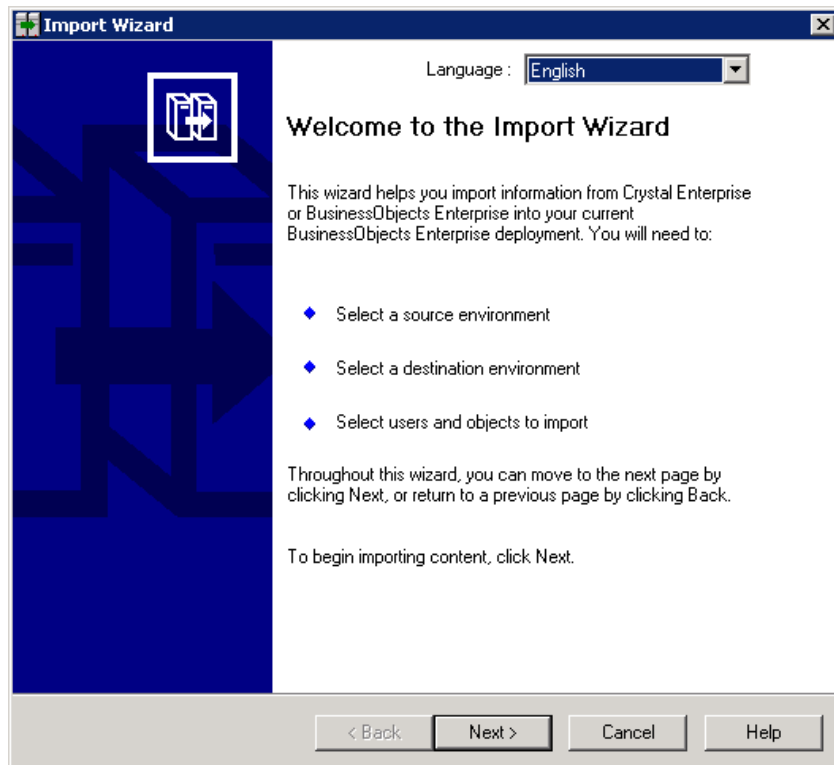 Import Wizard
Language :
English
Welcome to the Import Wizard
This wizard helps you import information from Crystal Enterprise
or BusinessObjects Enterprise into your current
BusinessObjects Enterprise deployment. You will need to:
Select a source environment
Select a destination environment
Select users and objects to import
Throughout this wizard, you can move to the next page by
clicking Next, or return to a previous page by clicking Back.
To begin importing content, click Next.
< Back
Next >
Cancel
Help